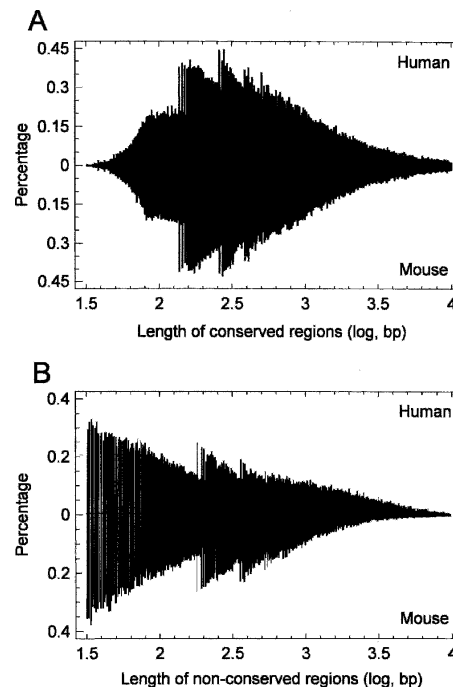 A
0.45
0.3
0.15
0
0.15
0.3
0.45
Percentage
Human
Mouse
1.5 2 2.5 3 3.5 4
Length of conserved regions (log, bp)
B
0.4
0.2
0
0.2
0.4
Percentage
Human
Mouse
1.5 2 2.5 3 3.5 4
Length of non-conserved regions (log, bp)